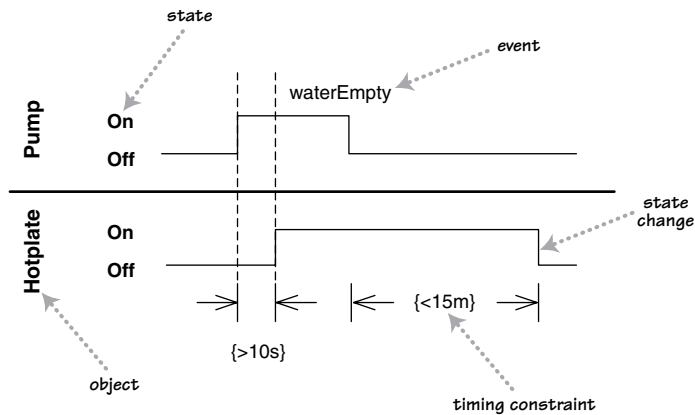 state
event
waterEmpty
Pump
On
Off
state
change
Hotplate
On
Off
{<15m}
{>10s}
object
timing constraint